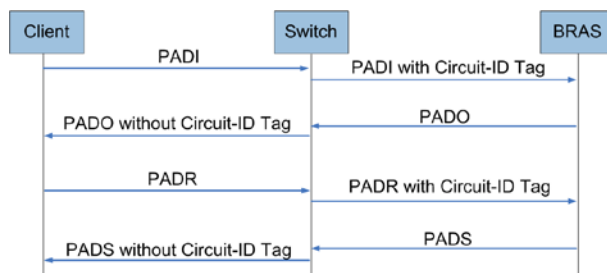 Client
Switch
BRAS
PADI
PADI with Circuit-ID Tag
PADO
PADO without Circuit-ID Tag
PADR
PADR with Circuit-ID Tag
PADS
PADS without Circuit-ID Tag